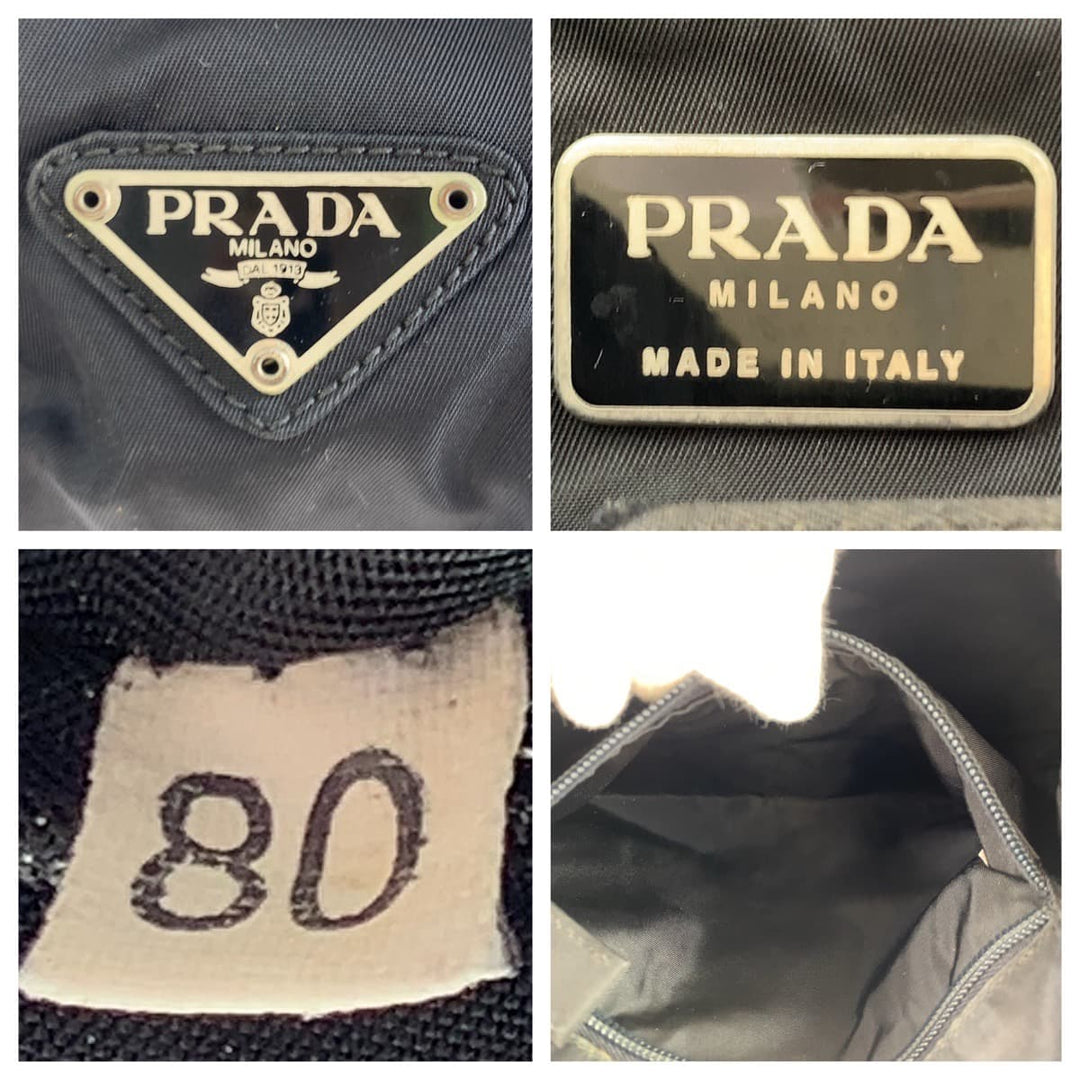 PRADA
MILANO
DAL 1913
PRADA
MILANO
MADE IN ITALY
80